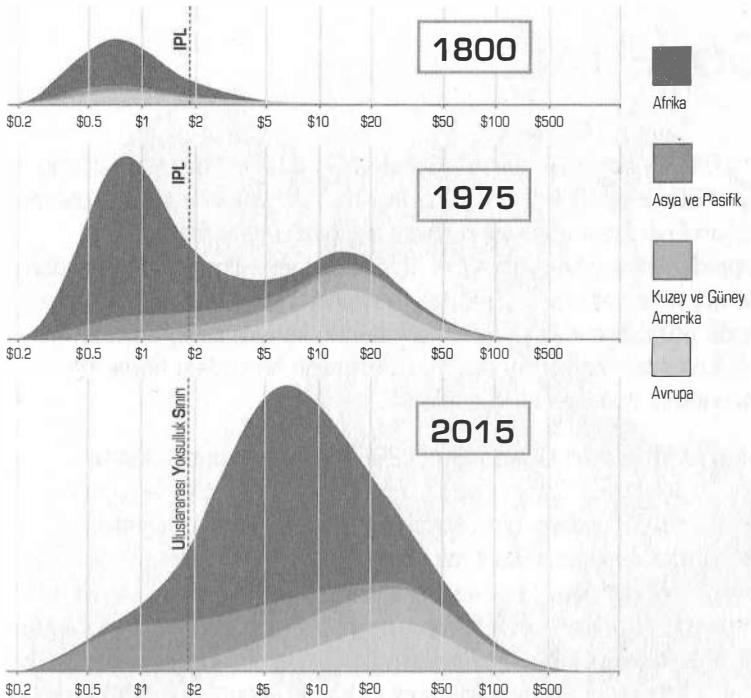 IPL
1800
$0.2 $0.5 $1 $2 $5 $10 $20 $50 $100 $500
IPL
1975
$0.2 $0.5 $1 $2 $5 $10 $20 $50 $100 $500
Uluslararası Yoksulluk Sınırı
2015
$0.2 $0.5 $1 $2 $5 $10 $20 $50 $100 $500
Afrika
Asya ve Pasifik
Kuzey ve Güney
Amerika
Avrupa